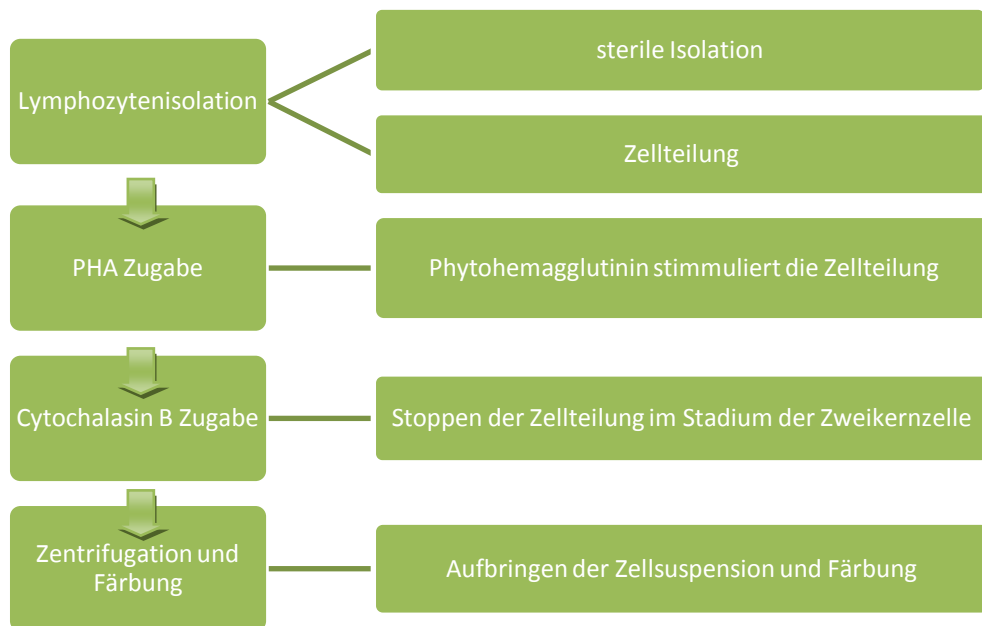 Lymphozytenisolation
sterile Isolation
Zellteilung
PHA Zugabe
Phytohemagglutinin stimmuliert die Zellteilung
Cytochalasin B Zugabe
Stoppen der Zellteilung im Stadium der Zweikernzelle
Zentrifugation und
Färbung
Aufbringen der Zellsuspension und Färbung